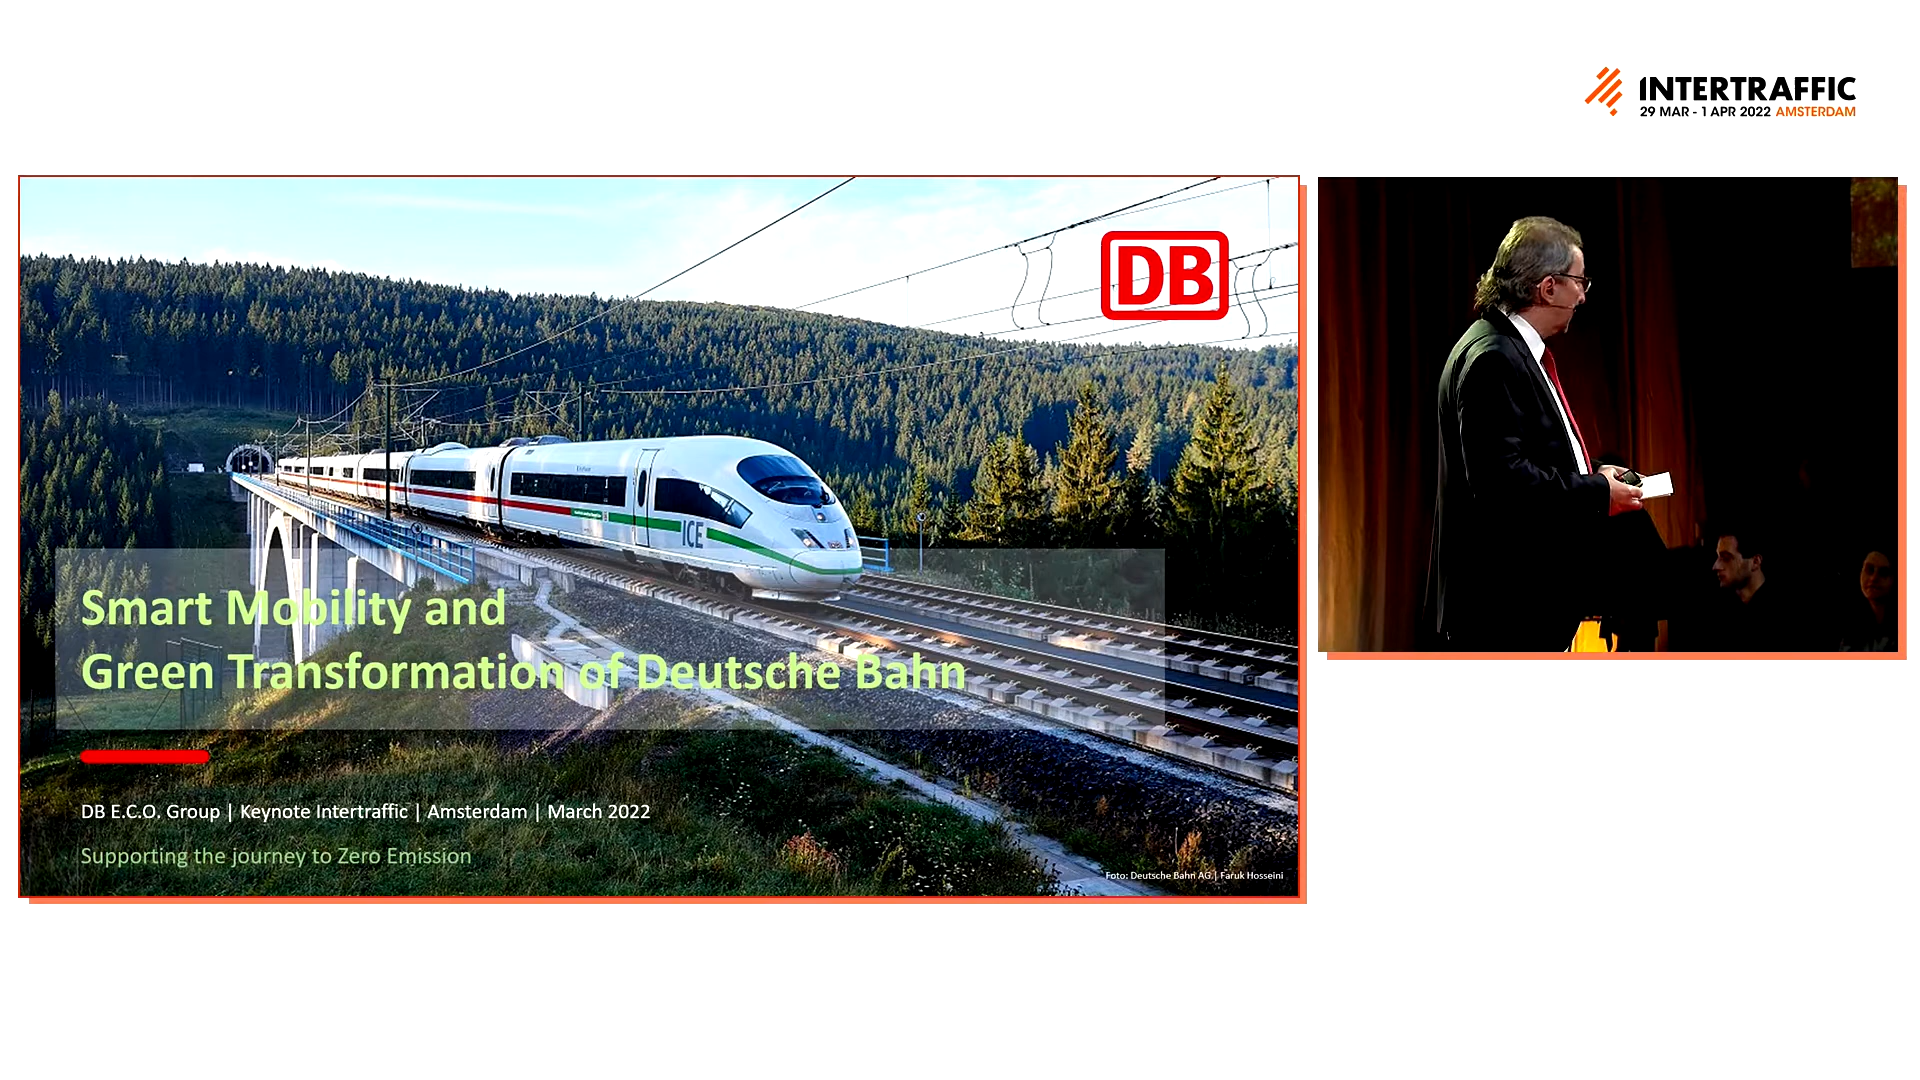 INTERTRAFFIC
29 MAR - 1 APR 2022 AMSTERDAM
DB
ICE
Smart Mobility and
Green Transformation of Deutsche Bahn
DB E.C.O. Group | Keynote Intertraffic | Amsterdam | March 2022
Supporting the journey to Zero Emission
Foto: Deutsche Bahn AG | Faruk Hosseini